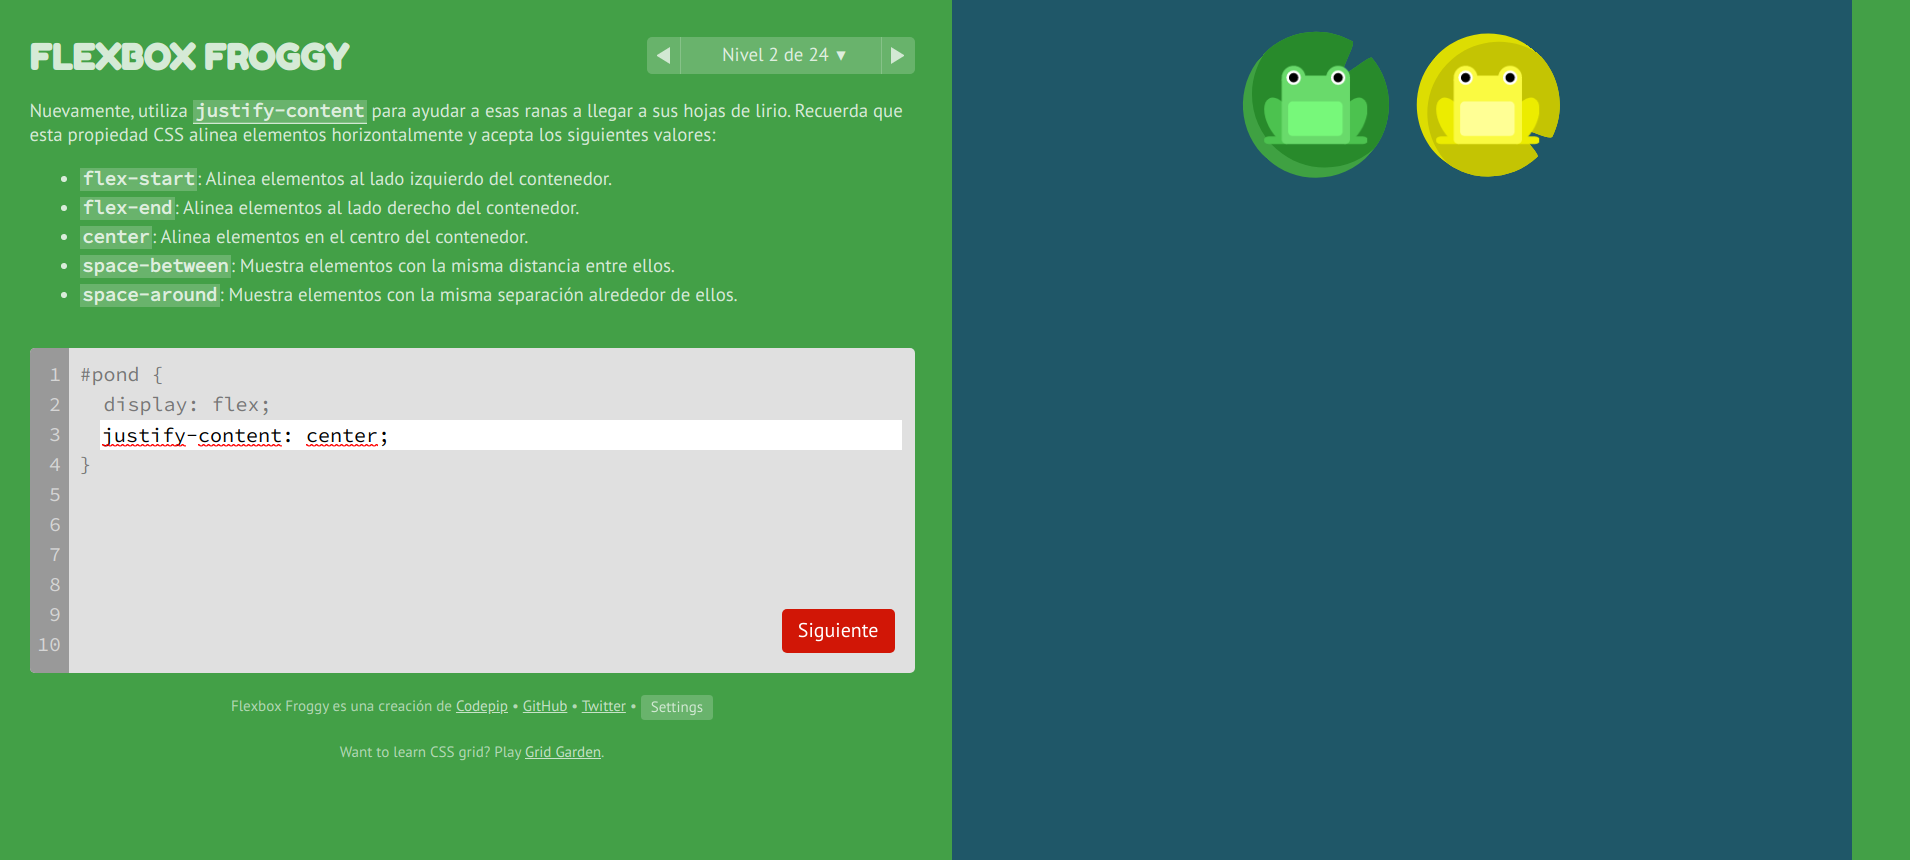 FLEXBOX FROGGY
Nivel 2 de 24 ▼
Nuevamente, utiliza justify-content para ayudar a esas ranas a llegar a sus hojas de lirio. Recuerda que
esta propiedad CSS alinea elementos horizontalmente y acepta los siguientes valores:
• flex-start: Alinea elementos al lado izquierdo del contenedor.
• flex-end: Alinea elementos al lado derecho del contenedor.
• center: Alinea elementos en el centro del contenedor.
• space-between: Muestra elementos con la misma distancia entre ellos.
• space-around: Muestra elementos con la misma separación alrededor de ellos.
1 #pond {
2 display: flex;
3 justify-content: center;
4 }
5
6
7
8
9
10
Siguiente
Flexbox Froggy es una creación de Codepip • GitHub • Twitter • Settings
Want to learn CSS grid? Play Grid Garden.